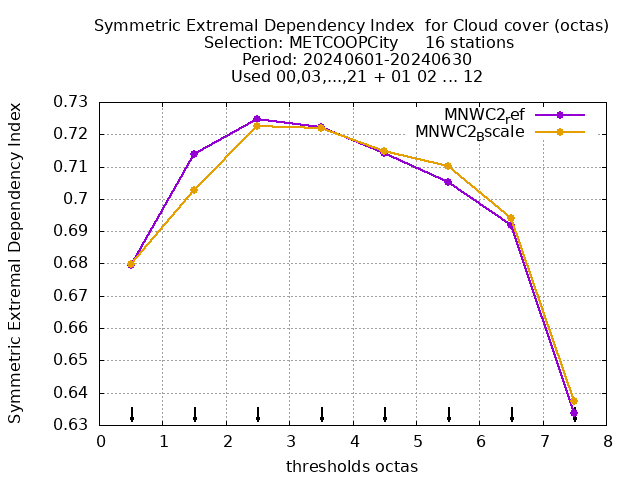 Symmetric Extremal Dependency Index  for Cloud cover (octas)
Selection: METCOOPCity     16 stations
Period: 20240601-20240630
Used 00,03,...,21 + 01 02 ... 12
MNWC2ref
MNWC2Bscale
Symmetric Extremal Dependency Index
0.73
0.72
0.71
0.7
0.69
0.68
0.67
0.66
0.65
0.64
0.63
0 1 2 3 4 5 6 7 8
thresholds octas